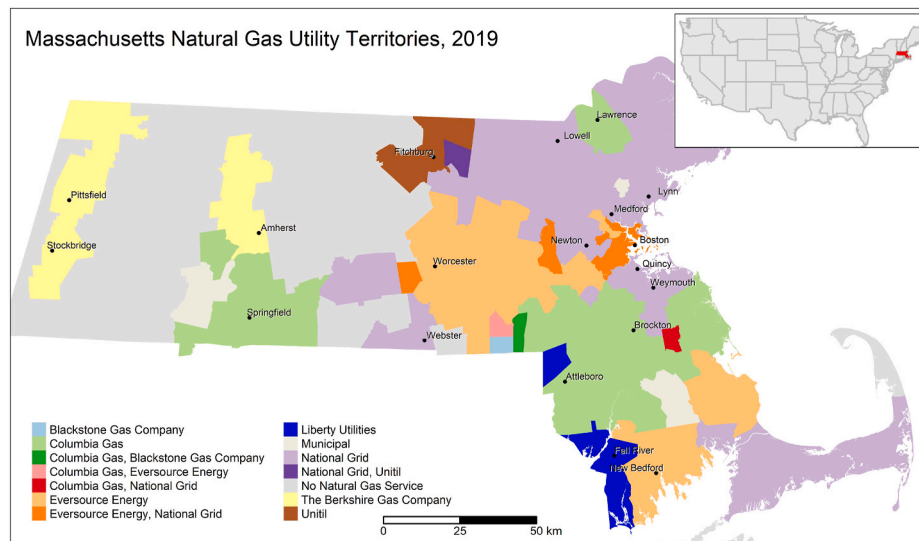 Massachusetts Natural Gas Utility Territories, 2019
Lawrence
Lowell
Fitchburg
Pittsfield
Lynn
Medford
Amherst
Stockbridge
Newton
Boston
Worcester
Quincy
Weymouth
Springfield
Brockton
Webster
Attleboro
Fall River
New Bedford
Blackstone Gas Company
Columbia Gas
Columbia Gas, Blackstone Gas Company
Columbia Gas, Eversource Energy
Columbia Gas, National Grid
Eversource Energy
Eversource Energy, National Grid
Liberty Utilities
Municipal
National Grid
National Grid, Unitil
No Natural Gas Service
The Berkshire Gas Company
Unitil
0 25 50 km